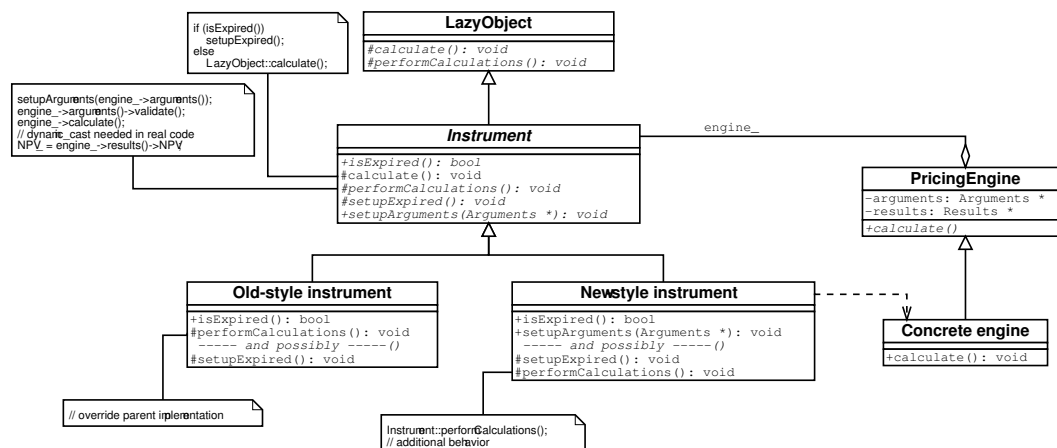 LazyObject
#calculate(): void
#performCalculations(): void
if (isExpired())
setupExpired();
else
LazyObject::calculate();
setupArguments(engine_->arguments());
engine_->arguments()->validate();
engine_->calculate();
// dynamic_cast needed in real code
NPV_ = engine_->results()->NPV;
Instrument
+isExpired(): bool
#calculate(): void
#performCalculations(): void
#setupExpired(): void
+setupArguments(Arguments *): void
engine_
PricingEngine
-arguments: Arguments *
-results: Results *
+calculate()
Old-style instrument
+isExpired(): bool
#performCalculations(): void
----- and possibly -----()
#setupExpired(): void
New-style instrument
+isExpired(): bool
+setupArguments(Arguments *): void
----- and possibly -----()
#setupExpired(): void
#performCalculations(): void
Concrete engine
+calculate(): void
// override parent implementation
Instrument::performCalculations();
// additional behavior